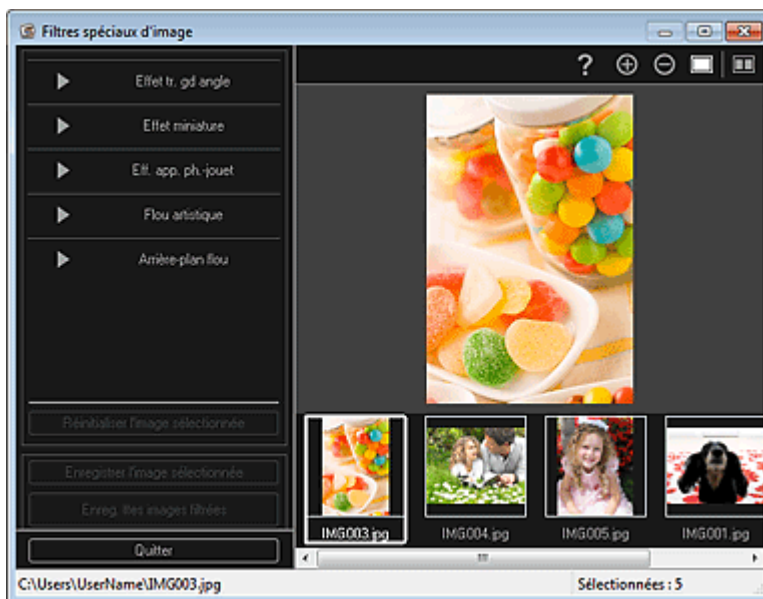 Filtres spéciaux d'image
Effet tr. gd angle
Effet miniature
Eff. app. ph.-jouet
Flou artistique
Arrière-plan flou
Réinitialiser l'image sélectionnée
Enregistrer l'image sélectionnée
Enreg. ttes images filtrées
Quitter
?
IMG003.jpg
IMG004.jpg
IMG005.jpg
IMG001.jpg
C:\Users\UserName\IMG003.jpg
Sélectionnées : 5